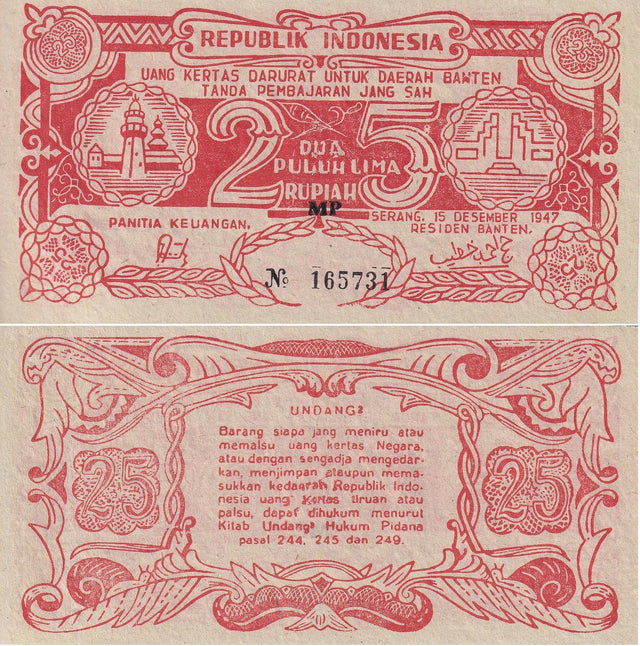 REPUBLIK INDONESIA
UANG KERTAS DARURAT UNTUK DAERAH BANTEN
TANDA PEMBAJARAN JANG SAH
25
DUA
PULUH LIMA
RUPIAH
MP
SERANG, 15 DESEMBER 1947
PANITIA KEUANGAN.
RESIDEN BANTEN.
№ 165731
UNDANG²
Barang siapa jang meniru atau
memalsu uang kertas Negara,
atau dengan sengadja mengedar-
kan, menjimpan ataupun mema-
sukkan kedaerah Republik Indo-
nesia uang kertas tiruan atau
palsu, dapat dihukum menurut
Kitab Undang² Hukum Pidana
pasal 244, 245 dan 249.
25
25